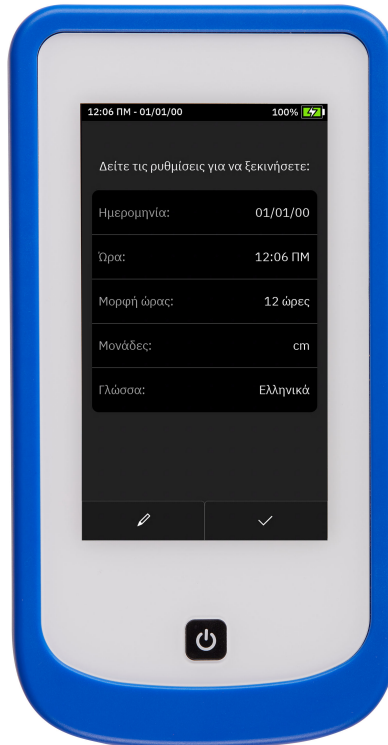 12:06 ΠΜ - 01/01/00 100%
Δείτε τις ρυθμίσεις για να ξεκινήσετε:
Ημερομηνία: 01/01/00
Ώρα: 12:06 ΠΜ
Μορφή ώρας: 12 ώρες
Μονάδες: cm
Γλώσσα: Ελληνικά